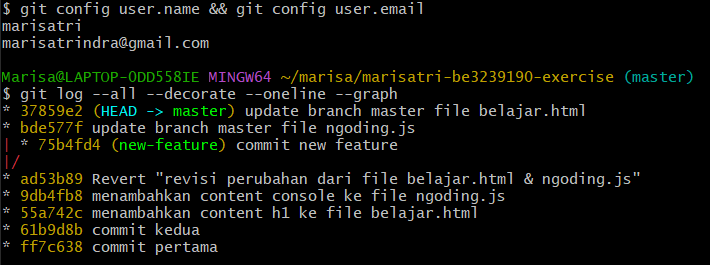 $ git config user.name && git config user.email
marisatri
marisatrindra@gmail.com
Marisa@LAPTOP-ODD558IE MINGW64 ~/marisa/marisatri-be3239190-exercise (master)
$ git log --all --decorate --oneline --graph
* 37859e2 (HEAD -> master) update branch master file belajar.html
* bde577f update branch master file ngoding.js
| * 75b4fd4 (new-feature) commit new feature
|/
* ad53b89 Revert "revisi perubahan dari file belajar.html & ngoding.js"
* 9db4fb8 menambahkan content console ke file ngoding.js
* 55a742c menambahkan content h1 ke file belajar.html
* 61b9d8b commit kedua
* ff7c638 commit pertama